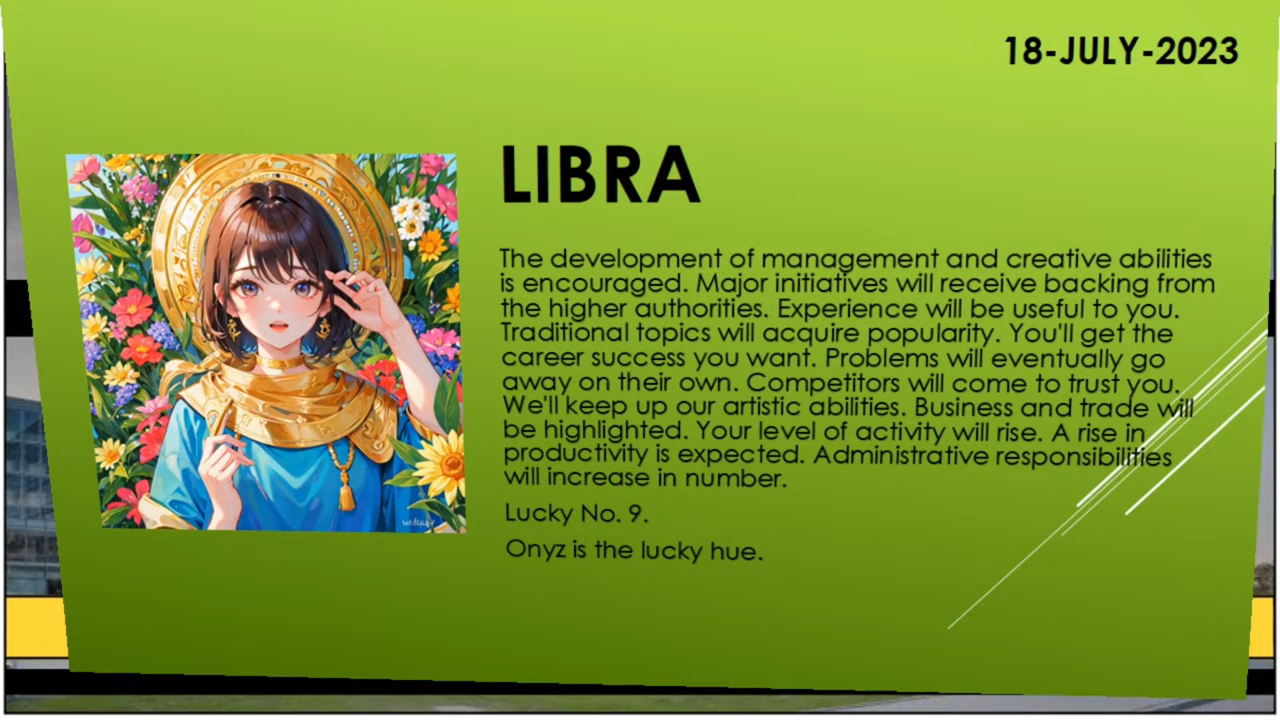 18-JULY-2023
LIBRA
The development of management and creative abilities
is encouraged. Major initiatives will receive backing from
the higher authorities. Experience will be useful to you.
Traditional topics will acquire popularity. You'll get the
career success you want. Problems will eventually go
away on their own. Competitors will come to trust you.
We'll keep up our artistic abilities. Business and trade will
be highlighted. Your level of activity will rise. A rise in
productivity is expected. Administrative responsibilities
will increase in number.
Lucky No. 9.
Onyz is the lucky hue.